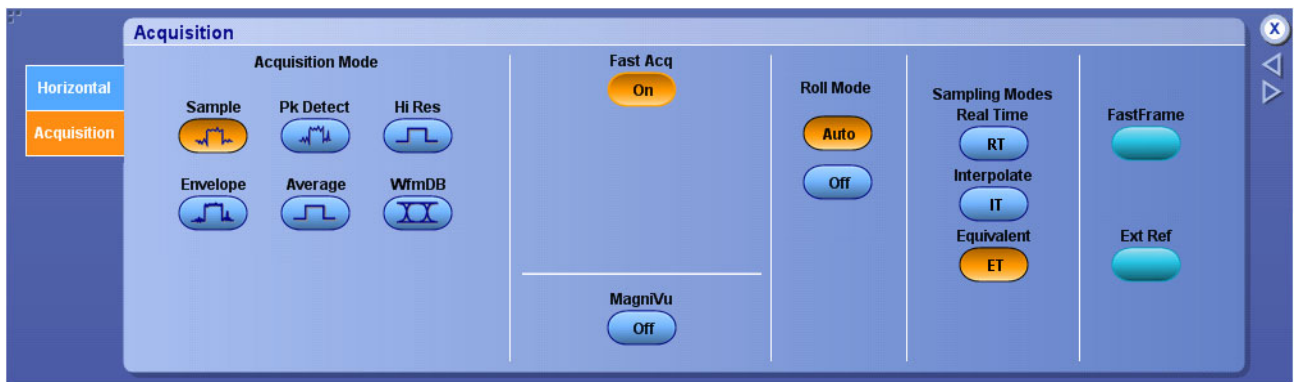 Acquisition
X
Horizontal
Acquisition
Acquisition Mode
Sample
Pk Detect
Hi Res
Envelope
Average
WfmDB
Fast Acq
On
MagniVu
Off
Roll Mode
Auto
Off
Sampling Modes
Real Time
RT
Interpolate
IT
Equivalent
ET
FastFrame
Ext Ref